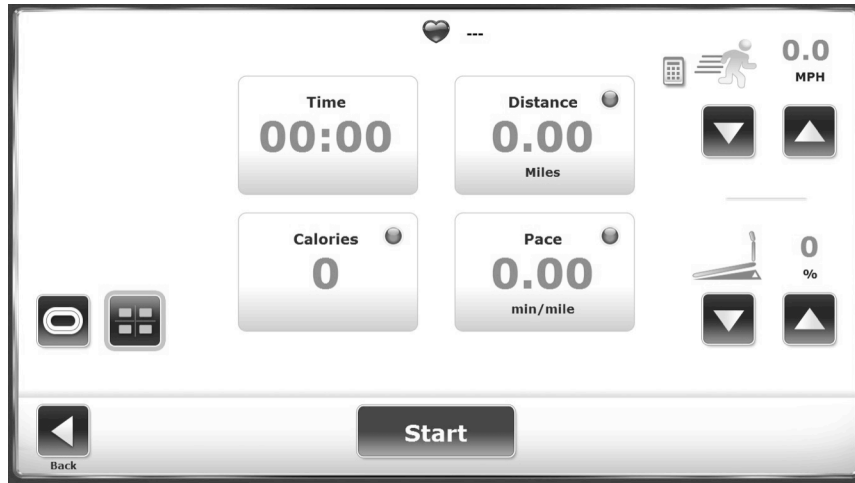 ---
0.0
MPH
Time
00:00
Distance
0.00
Miles
Calories
0
Pace
0.00
min/mile
0
%
Start
Back